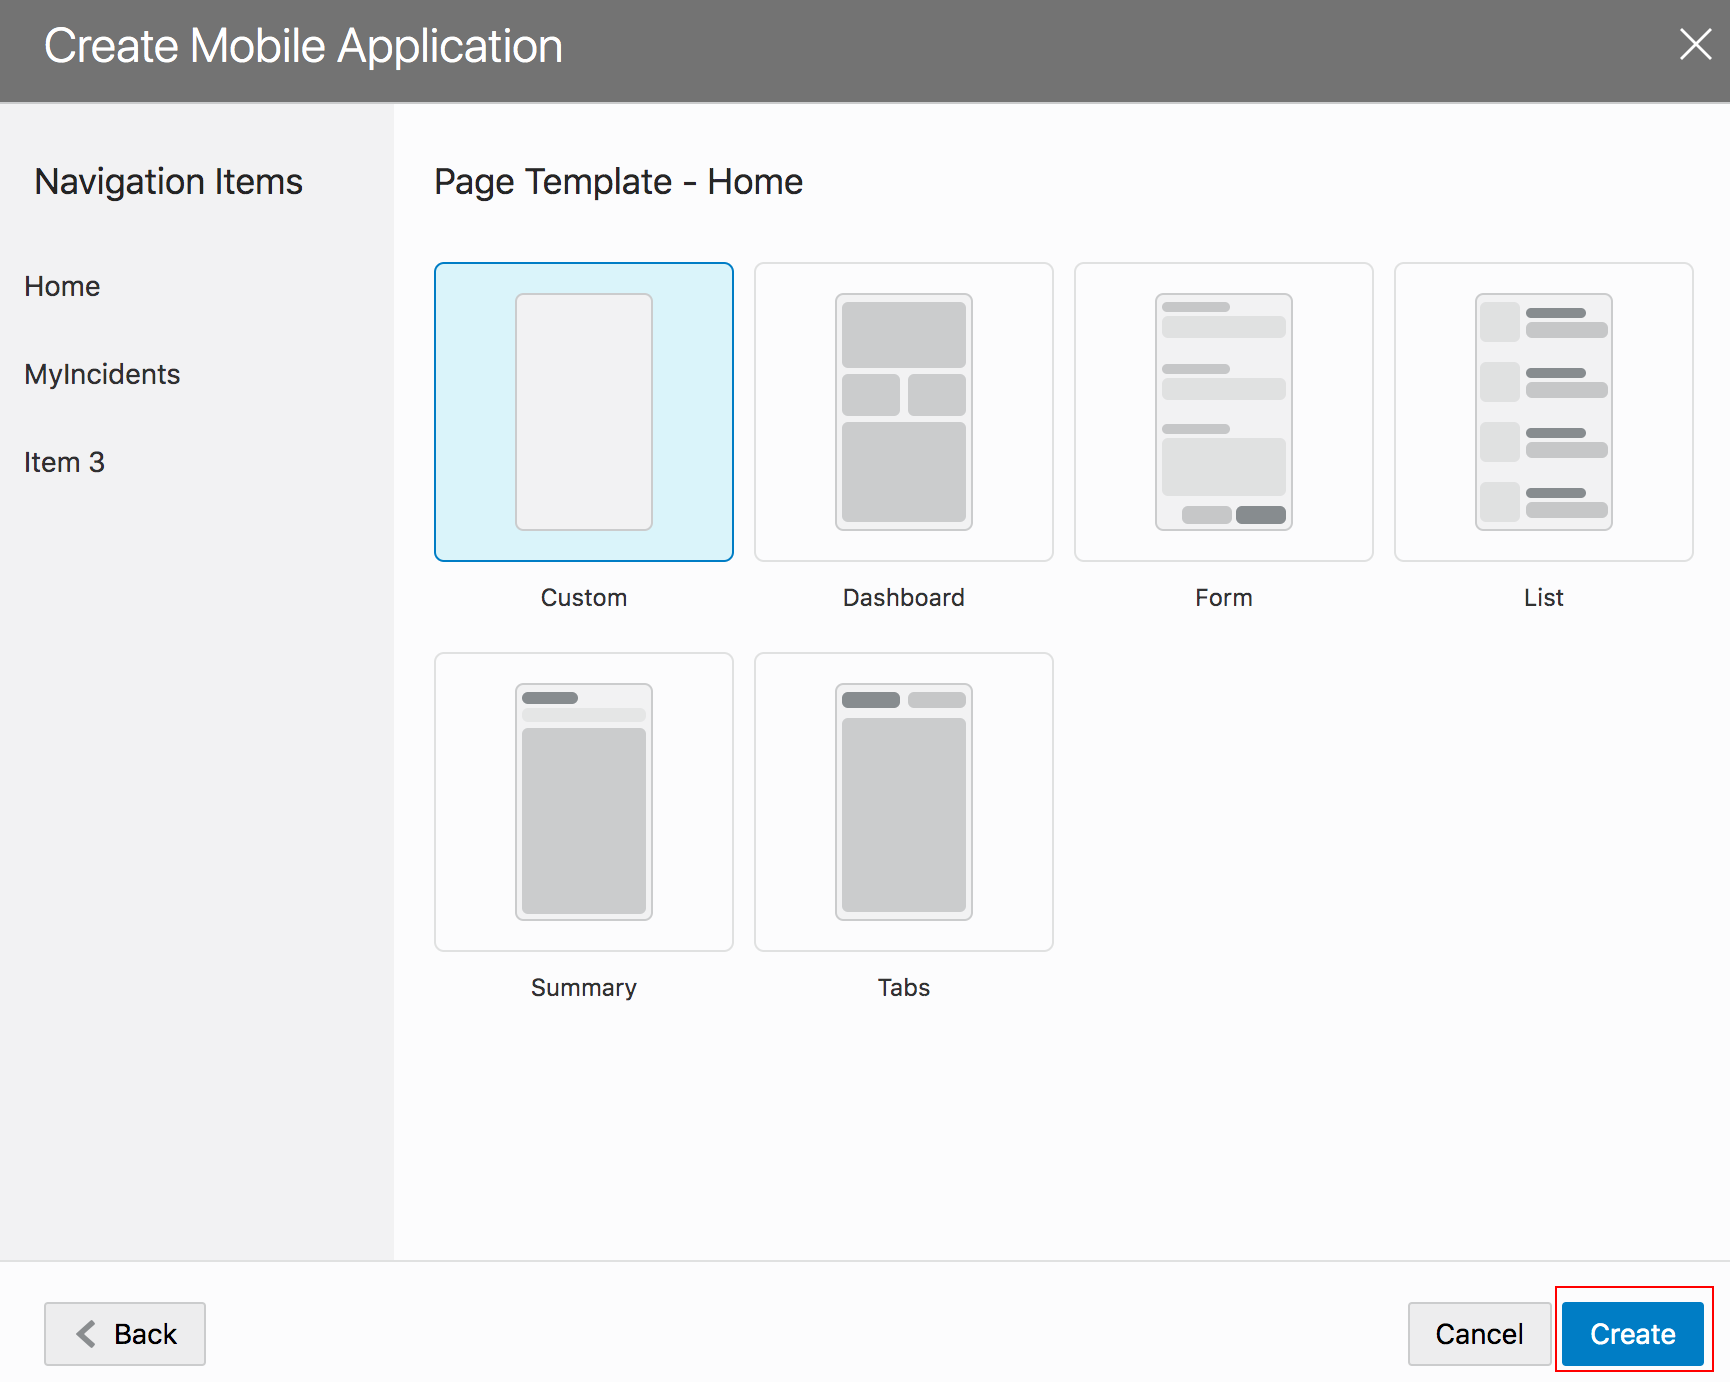 Create Mobile Application
Navigation Items
Home
MyIncidents
Item 3
Page Template - Home
Custom
Dashboard
Form
List
Summary
Tabs
Back
Cancel
Create